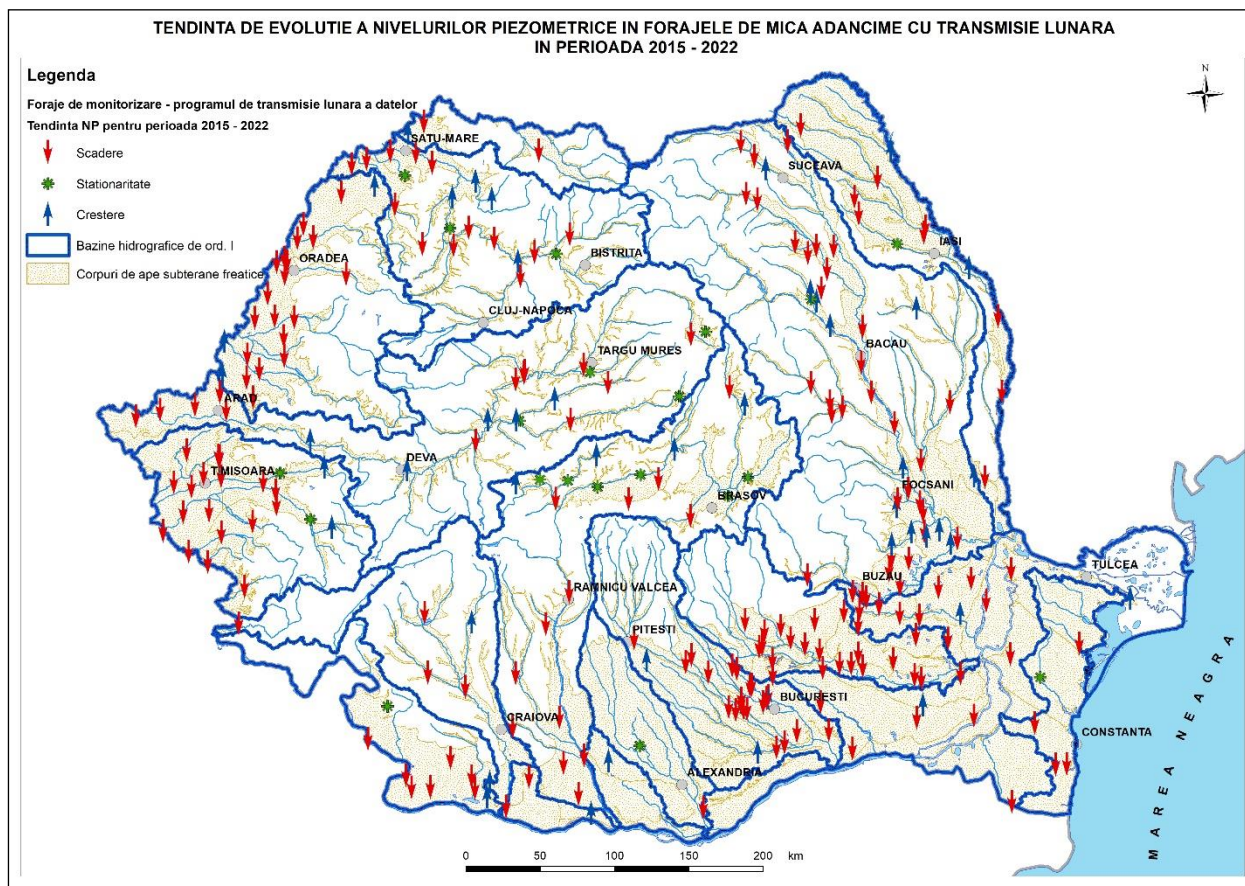 TENDINTA DE EVOLUTIE A NIVELURILOR PIEZOMETRICE IN FORAJELE DE MICA ADANCIME CU TRANSMISIE LUNARA
IN PERIOADA 2015 - 2022
Legenda
Foraje de monitorizare - programul de transmisie lunara a datelor
Tendinta NP pentru perioada 2015 - 2022
Scadere
Stationaritate
Crestere
Bazine hidrografice de ord. I
Corpuri de ape subterane freatice
N
SATU-MARE
SUCEAVA
IASI
ORADEA
BISTRITA
CLUJ-NAPOCA
TARGU MURES
BACAU
ARAD
DEVA
TIMISOARA
FOCSANI
BRASOV
TULCEA
BUZAU
RAMNICU VALCEA
PITESTI
BUCURESTI
CRAIOVA
CONSTANTA
ALEXANDRIA
MAREA NEAGRA
0 50 100 150 200 km